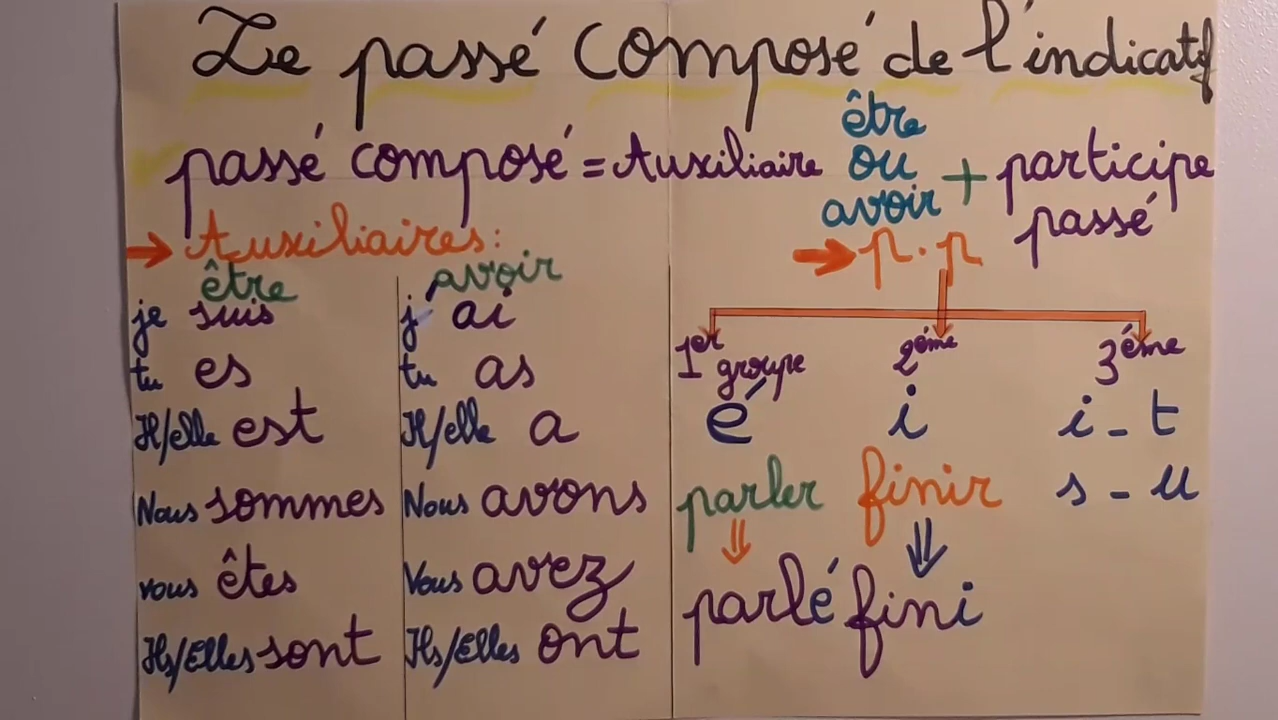 Le passé composé de l'indicatif
passé composé = Auxiliaire être ou avoir + participe passé
→ Auxiliaires:
être
je suis
tu es
Il/elle est
Nous sommes
vous êtes
Ils/Elles sont
avoir
j' ai
tu as
Il/elle a
Nous avons
Vous avez
Ils/Elles ont
→ p.p
1er groupe
é
parler
parlé
2éme
i
finir
fini
3éme
i - t
s - u